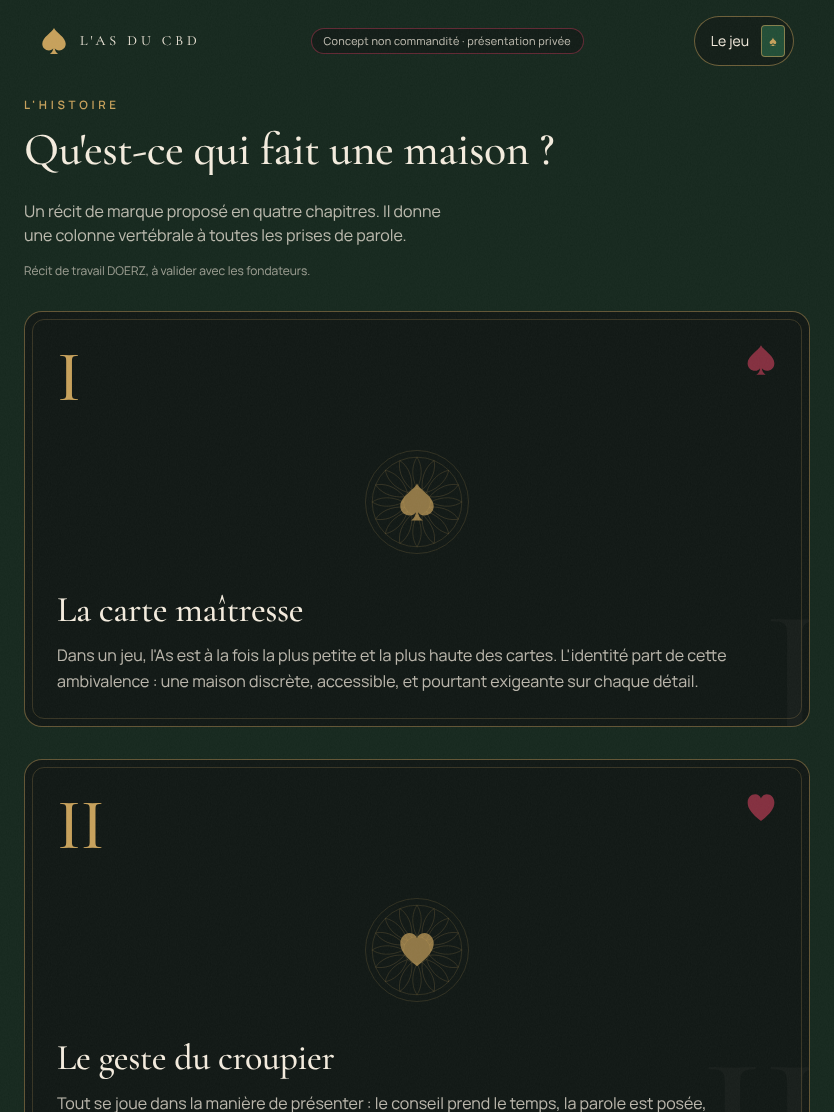 L'AS DU CBD
Concept non commandité · présentation privée
Le jeu
L'HISTOIRE
Qu'est-ce qui fait une maison ?
Un récit de marque proposé en quatre chapitres. Il donne
une colonne vertébrale à toutes les prises de parole.
Récit de travail DOERZ, à valider avec les fondateurs.
I
La carte maîtresse
Dans un jeu, l'As est à la fois la plus petite et la plus haute des cartes. L'identité part de cette
ambivalence : une maison discrète, accessible, et pourtant exigeante sur chaque détail.
II
Le geste du croupier
Tout se joue dans la manière de présenter : le conseil prend le temps, la parole est posée,